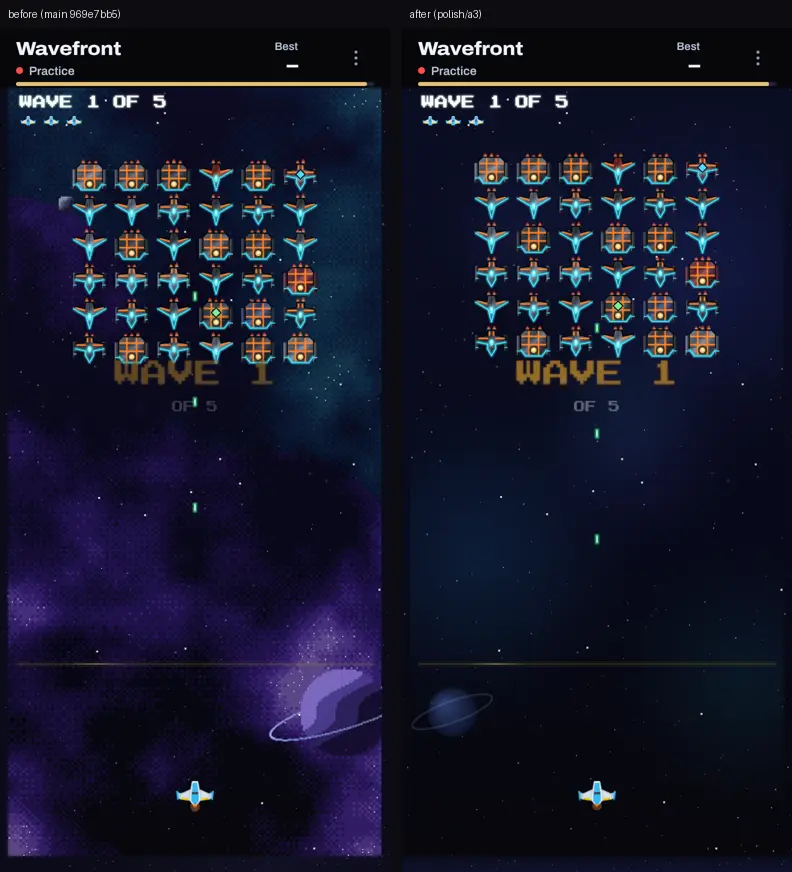 before (main 969e7bb5)
Wavefront
Best
Practice
WAVE 1 OF 5
WAVE 1
OF 5
after (polish/a3)
Wavefront
Best
Practice
WAVE 1 OF 5
WAVE 1
OF 5